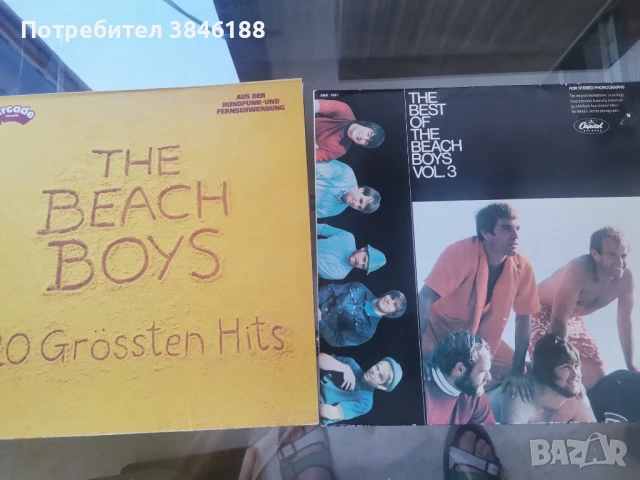 Потребител 3846188
Arcade
AUS DER
RUNDFUNK-UND
FERNSEHWERBUNG
THE
BEACH
BOYS
20 Grössten Hits
THE
BEST
OF
THE
BEACH
BOYS
VOL. 3
FOR STEREO PHONOGRAPHS
Capitol
BAZAR